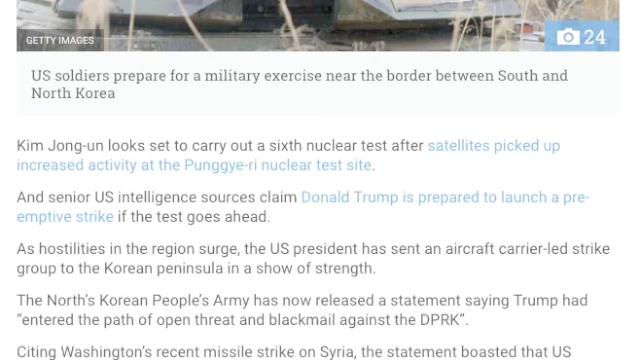 GETTY IMAGES
24
US soldiers prepare for a military exercise near the border between South and
North Korea
Kim Jong-un looks set to carry out a sixth nuclear test after satellites picked up
increased activity at the Punggye-ri nuclear test site.
And senior US intelligence sources claim Donald Trump is prepared to launch a pre-
emptive strike if the test goes ahead.
As hostilities in the region surge, the US president has sent an aircraft carrier-led strike
group to the Korean peninsula in a show of strength.
The North's Korean People's Army has now released a statement saying Trump had
“entered the path of open threat and blackmail against the DPRK”.
Citing Washington's recent missile strike on Syria, the statement boasted that US